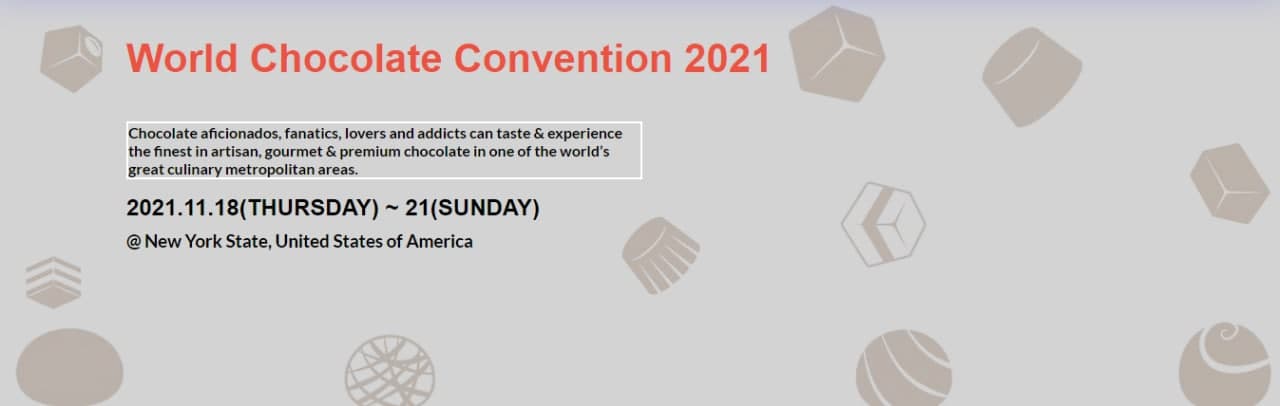 World Chocolate Convention 2021
Chocolate aficionados, fanatics, lovers and addicts can taste & experience
the finest in artisan, gourmet & premium chocolate in one of the world's
great culinary metropolitan areas.
2021.11.18(THURSDAY) ~ 21(SUNDAY)
@ New York State, United States of America